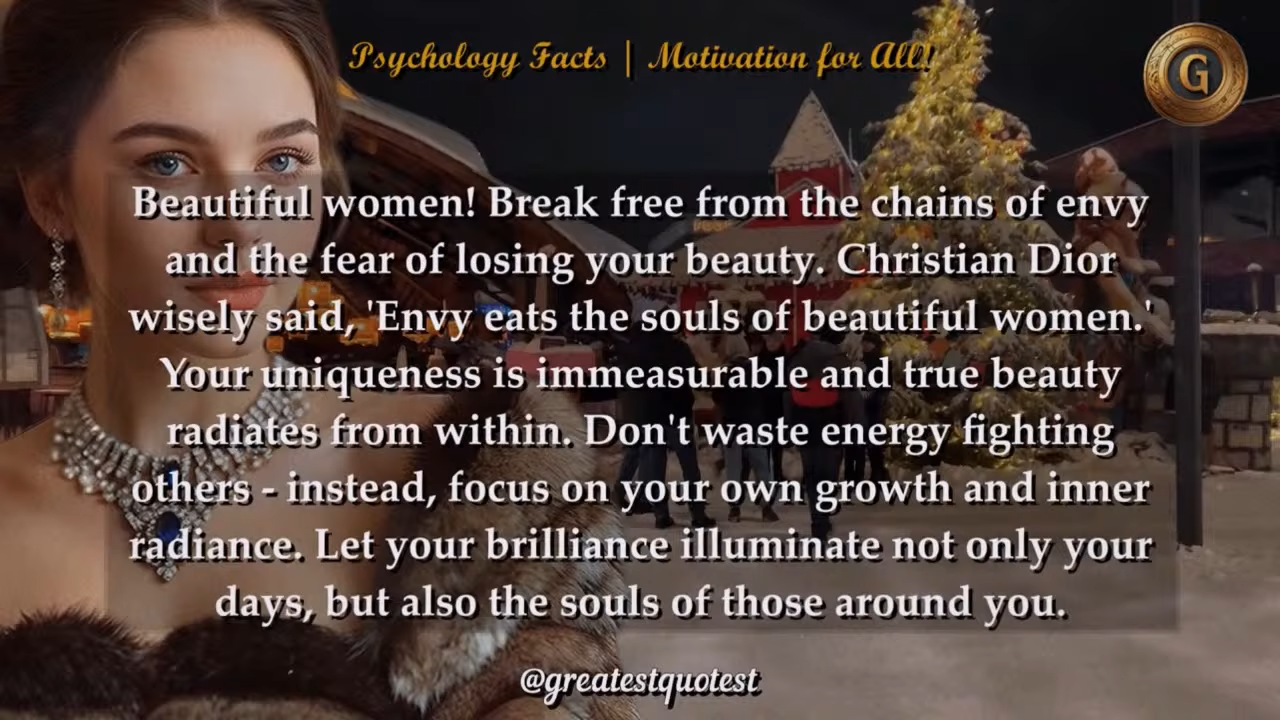 Psychology Facts | Motivation for All!
G
Beautiful women! Break free from the chains of envy
and the fear of losing your beauty. Christian Dior
wisely said, 'Envy eats the souls of beautiful women.'
Your uniqueness is immeasurable and true beauty
radiates from within. Don't waste energy fighting
others - instead, focus on your own growth and inner
radiance. Let your brilliance illuminate not only your
days, but also the souls of those around you.
@greatestquotest